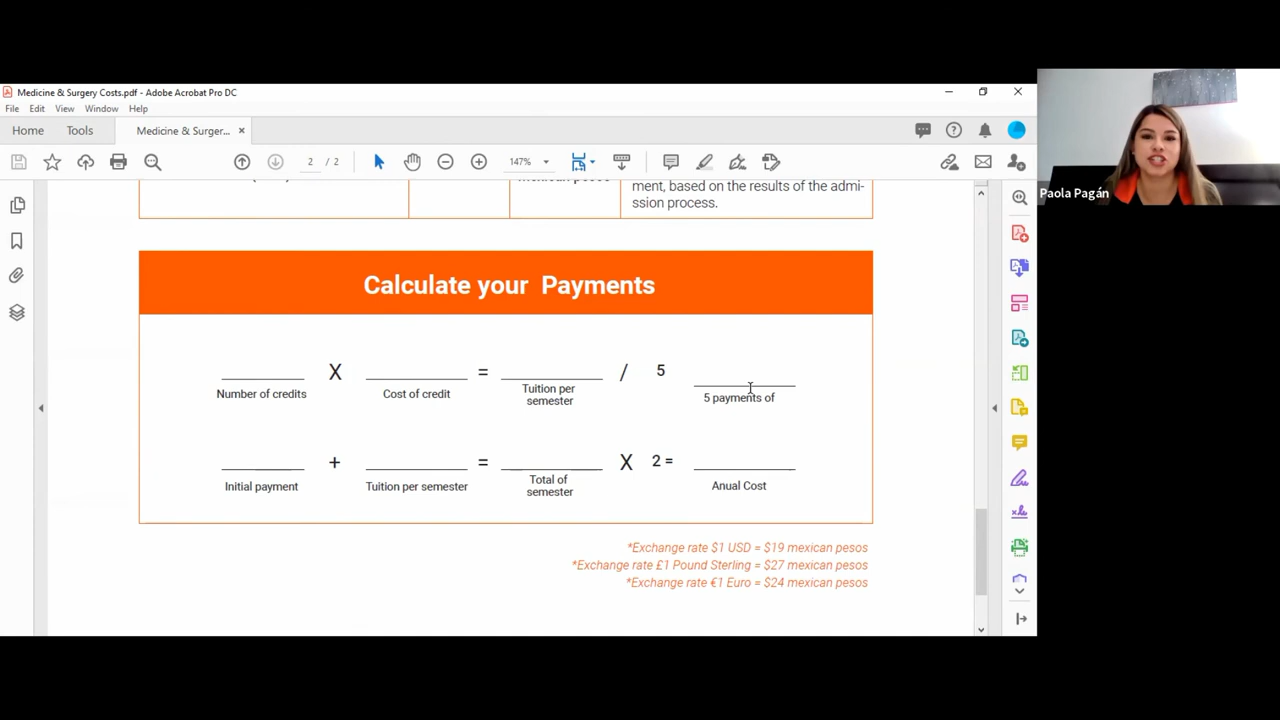 Medicine & Surgery Costs.pdf - Adobe Acrobat Pro DC
File Edit View Window Help
Home Tools Medicine & Surger... ×
2 / 2 147%
Paola Pagán
ment, based on the results of the admi-
ssion process.
Calculate your Payments
X = / 5
Number of credits Cost of credit Tuition per semester 5 payments of
+ = X 2 =
Initial payment Tuition per semester Total of semester Anual Cost
*Exchange rate $1 USD = $19 mexican pesos
*Exchange rate £1 Pound Sterling = $27 mexican pesos
*Exchange rate €1 Euro = $24 mexican pesos